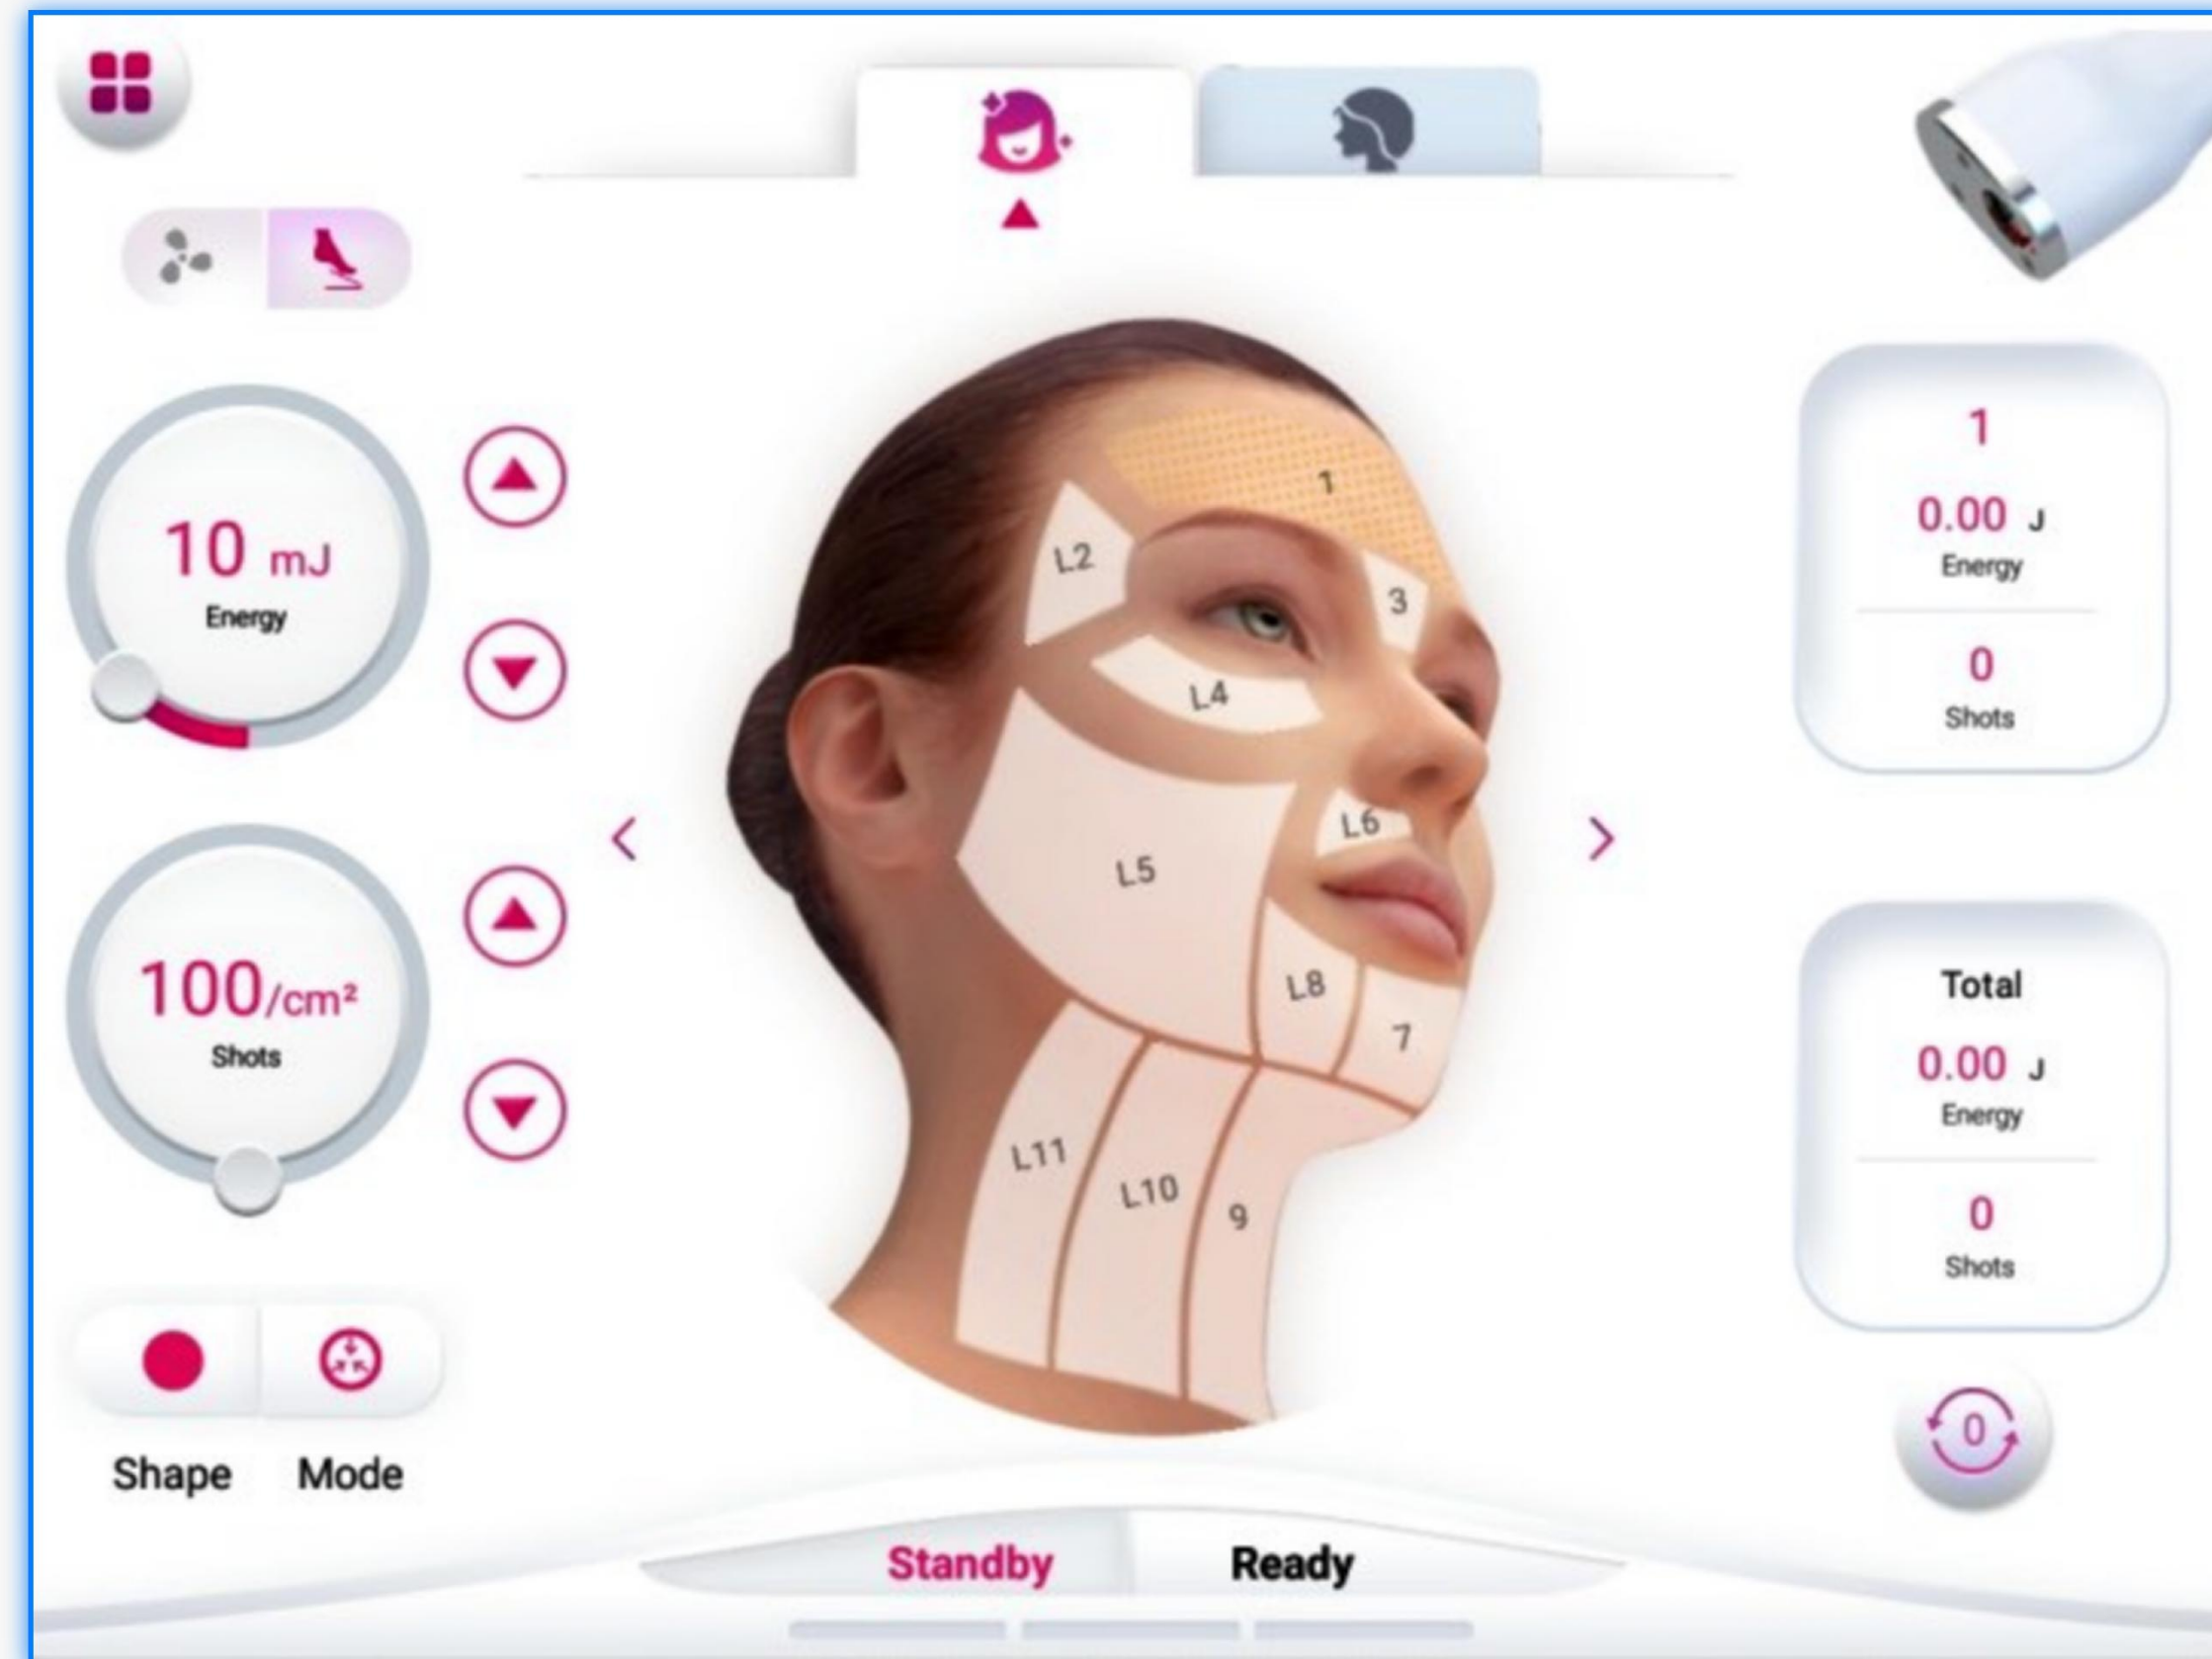 10 mJ
Energy
100/cm²
Shots
Shape
Mode
1
L2
3
L4
L5
L6
L8
7
L11
L10
9
1
0.00 J
Energy
0
Shots
Total
0.00 J
Energy
0
Shots
0
Standby
Ready